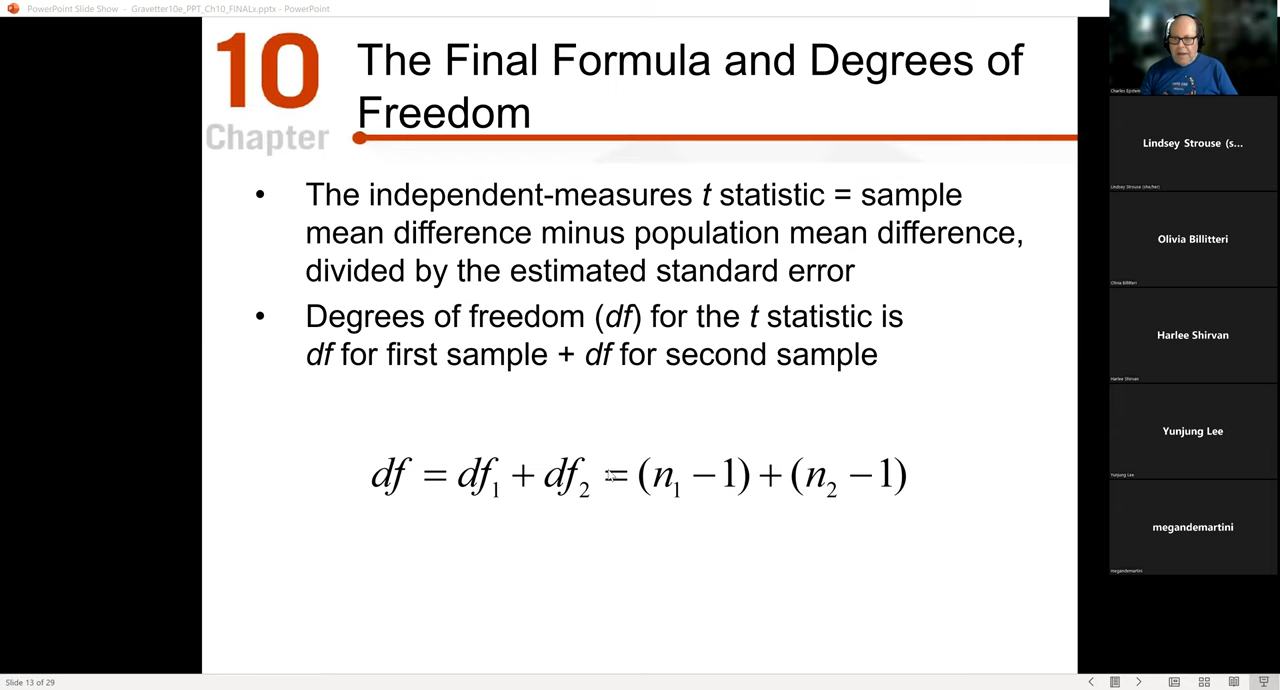 PowerPoint Slide Show - Gravetter10e_PPT_Ch10_FINALx.pptx - PowerPoint
10
Chapter
The Final Formula and Degrees of
Freedom
• The independent-measures t statistic = sample
mean difference minus population mean difference,
divided by the estimated standard error
• Degrees of freedom (df) for the t statistic is
df for first sample + df for second sample
df = df₁ + df₂ = (n₁ − 1) + (n₂ − 1)
Charles Epstein
Lindsey Strouse (s...
Lindsey Strouse (she/her)
Olivia Billitteri
Olivia Billitteri
Harlee Shirvan
Harlee Shirvan
Yunjung Lee
Yunjung Lee
megandemartini
megandemartini
Slide 13 of 29